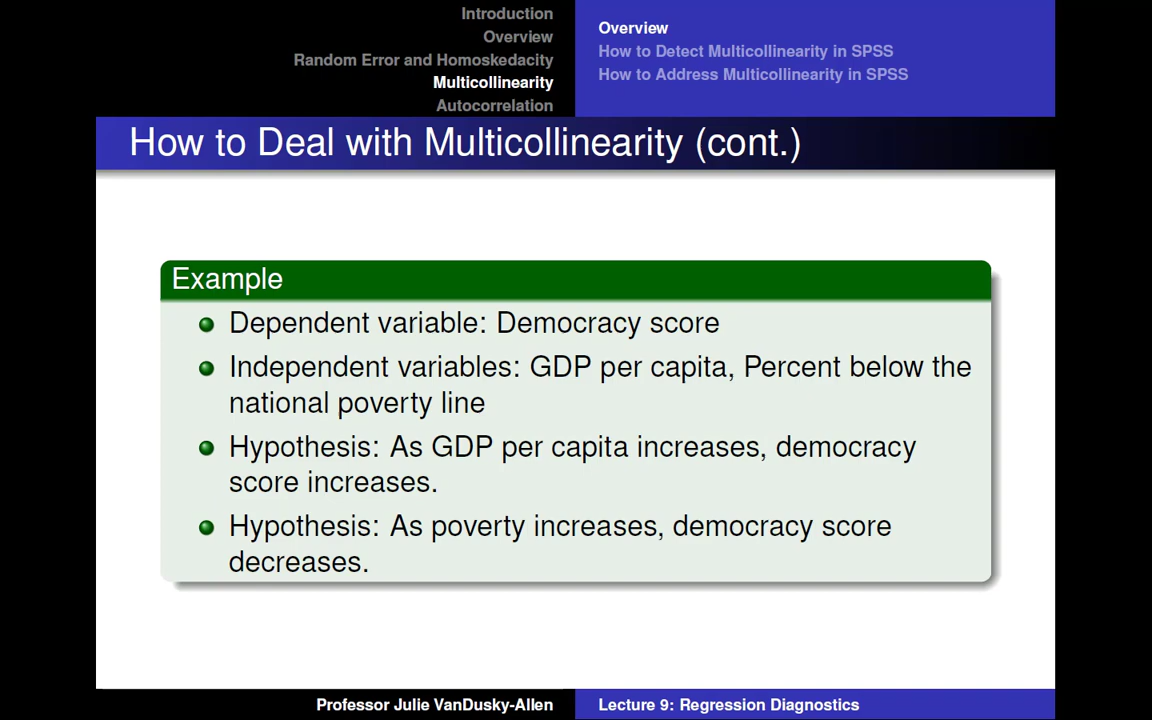 Introduction
Overview
Random Error and Homoskedacity
Multicollinearity
Autocorrelation
Overview
How to Detect Multicollinearity in SPSS
How to Address Multicollinearity in SPSS
How to Deal with Multicollinearity (cont.)
Example
Dependent variable: Democracy score
Independent variables: GDP per capita, Percent below the
national poverty line
Hypothesis: As GDP per capita increases, democracy
score increases.
Hypothesis: As poverty increases, democracy score
decreases.
Professor Julie VanDusky-Allen
Lecture 9: Regression Diagnostics